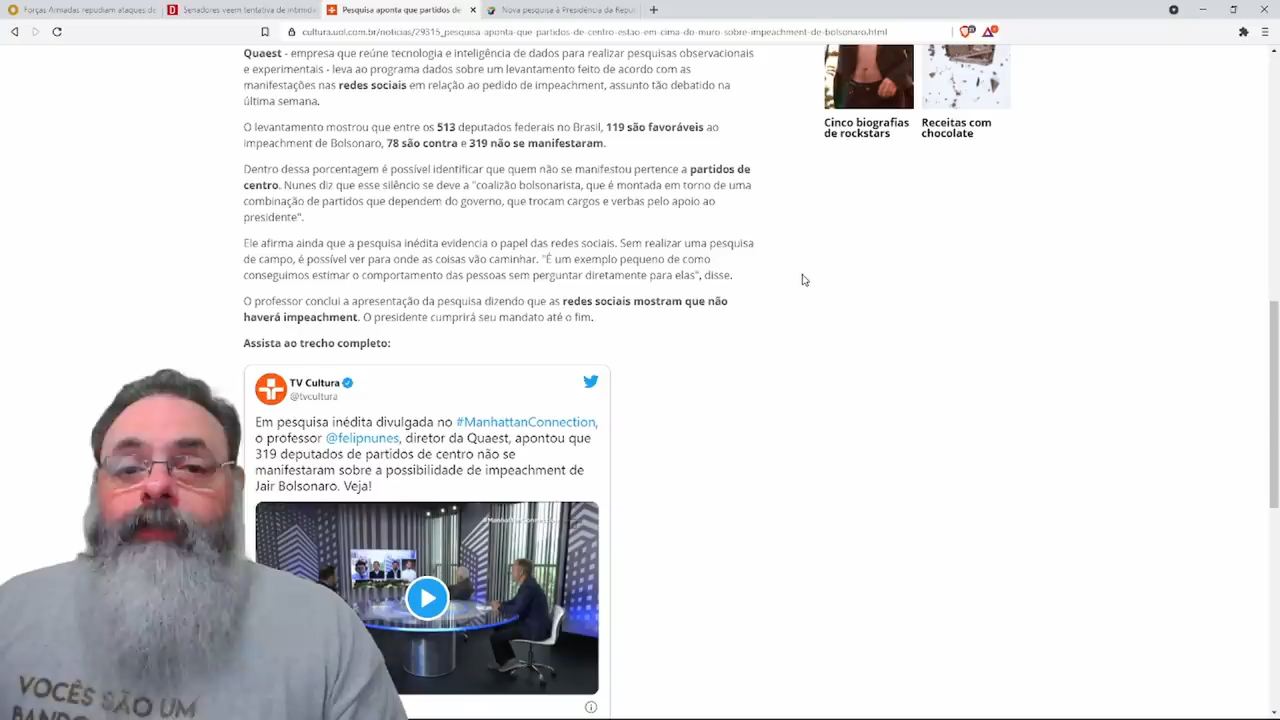 Forças Armadas repudiam ataques de
Senadores veem tentativa de intimid
Pesquisa aponta que partidos de
Nova pesquisa à Presidência da Repu
cultura.uol.com.br/noticias/29315_pesquisa-aponta-que-partidos-de-centro-estao-em-cima-do-muro-sobre-impeachment-de-bolsonaro.html
Quaest - empresa que reúne tecnologia e inteligência de dados para realizar pesquisas observacionais
e experimentais - leva ao programa dados sobre um levantamento feito de acordo com as
manifestações nas redes sociais em relação ao pedido de impeachment, assunto tão debatido na
última semana.
O levantamento mostrou que entre os 513 deputados federais no Brasil, 119 são favoráveis ao
impeachment de Bolsonaro, 78 são contra e 319 não se manifestaram.
Dentro dessa porcentagem é possível identificar que quem não se manifestou pertence a partidos de
centro. Nunes diz que esse silêncio se deve a "coalizão bolsonarista, que é montada em torno de uma
combinação de partidos que dependem do governo, que trocam cargos e verbas pelo apoio ao
presidente".
Ele afirma ainda que a pesquisa inédita evidencia o papel das redes sociais. Sem realizar uma pesquisa
de campo, é possível ver para onde as coisas vão caminhar. "É um exemplo pequeno de como
conseguimos estimar o comportamento das pessoas sem perguntar diretamente para elas", disse.
O professor conclui a apresentação da pesquisa dizendo que as redes sociais mostram que não
haverá impeachment. O presidente cumprirá seu mandato até o fim.
Assista ao trecho completo:
TV Cultura
@tvcultura
Em pesquisa inédita divulgada no #ManhattanConnection,
o professor @felipnunes, diretor da Quaest, apontou que
319 deputados de partidos de centro não se
manifestaram sobre a possibilidade de impeachment de
Jair Bolsonaro. Veja!
Cinco biografias
de rockstars
Receitas com
chocolate
VOCÊS SÃO UM